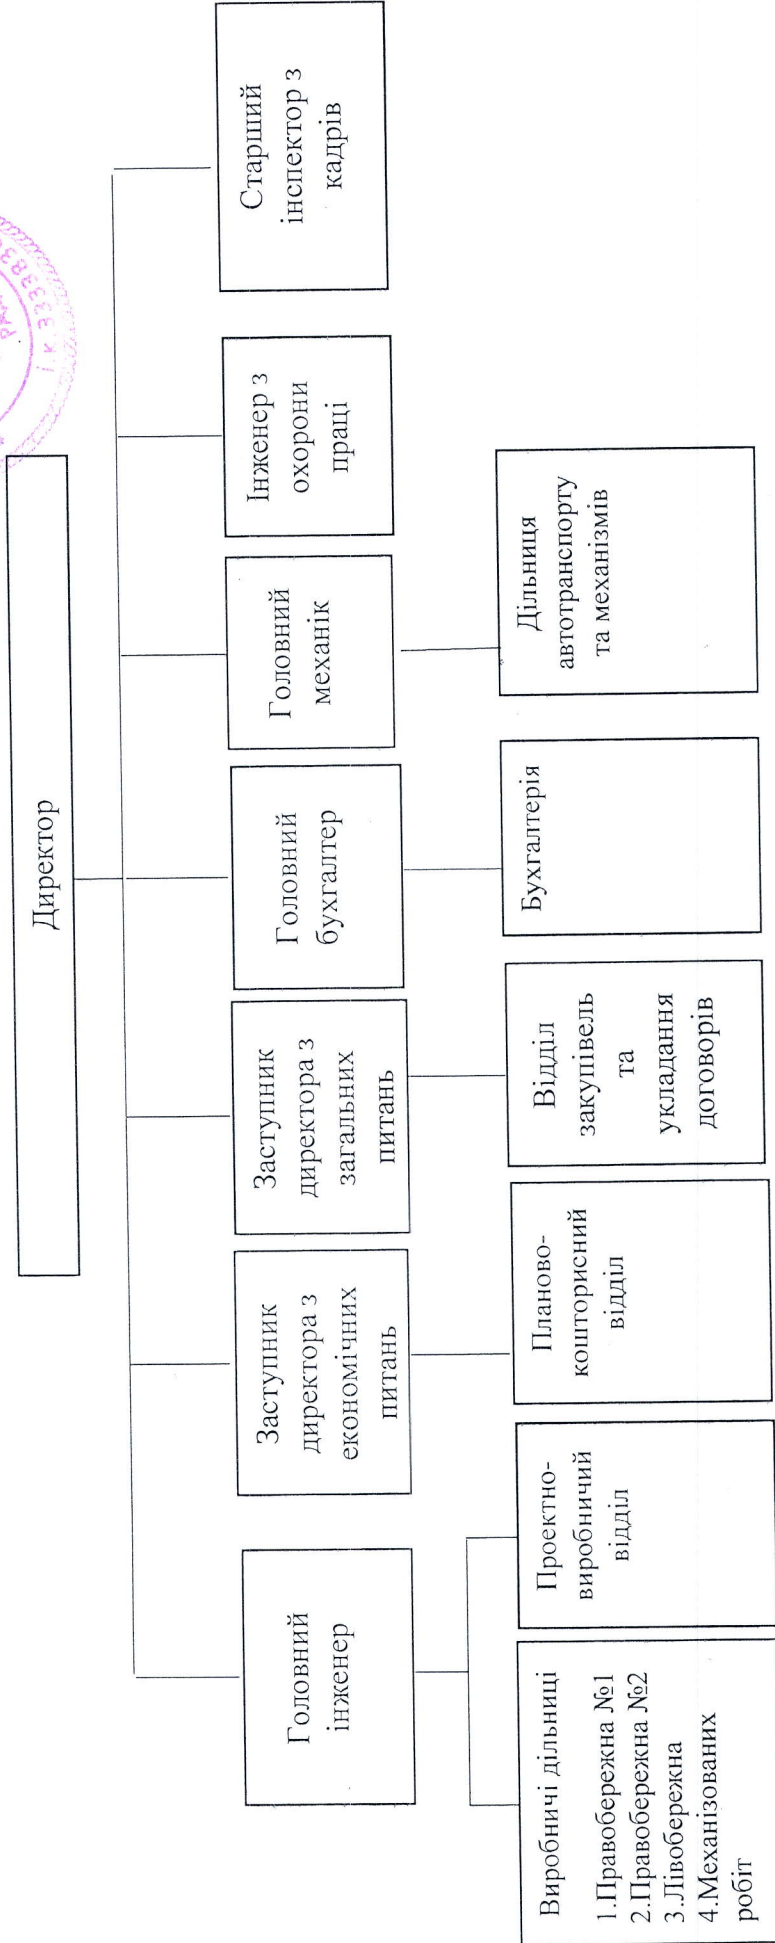 Директор
Головний
інженер
Заступник
директора з
економічних
питань
Заступник
директора з
загальних
питань
Головний
бухгалтер
Головний
механік
Інженер з
охорони
праці
Старший
інспектор з
кадрів
Виробничі дільниці
1.Правобережна №1
2.Правобережна №2
3.Лівобережна
4.Механізованих
робіт
Проектно-
виробничий
відділ
Планово-
кошторисний
відділ
Відділ
закупівель
та
укладання
договорів
Бухгалтерія
Дільниця
автотранспорту
та механізмів